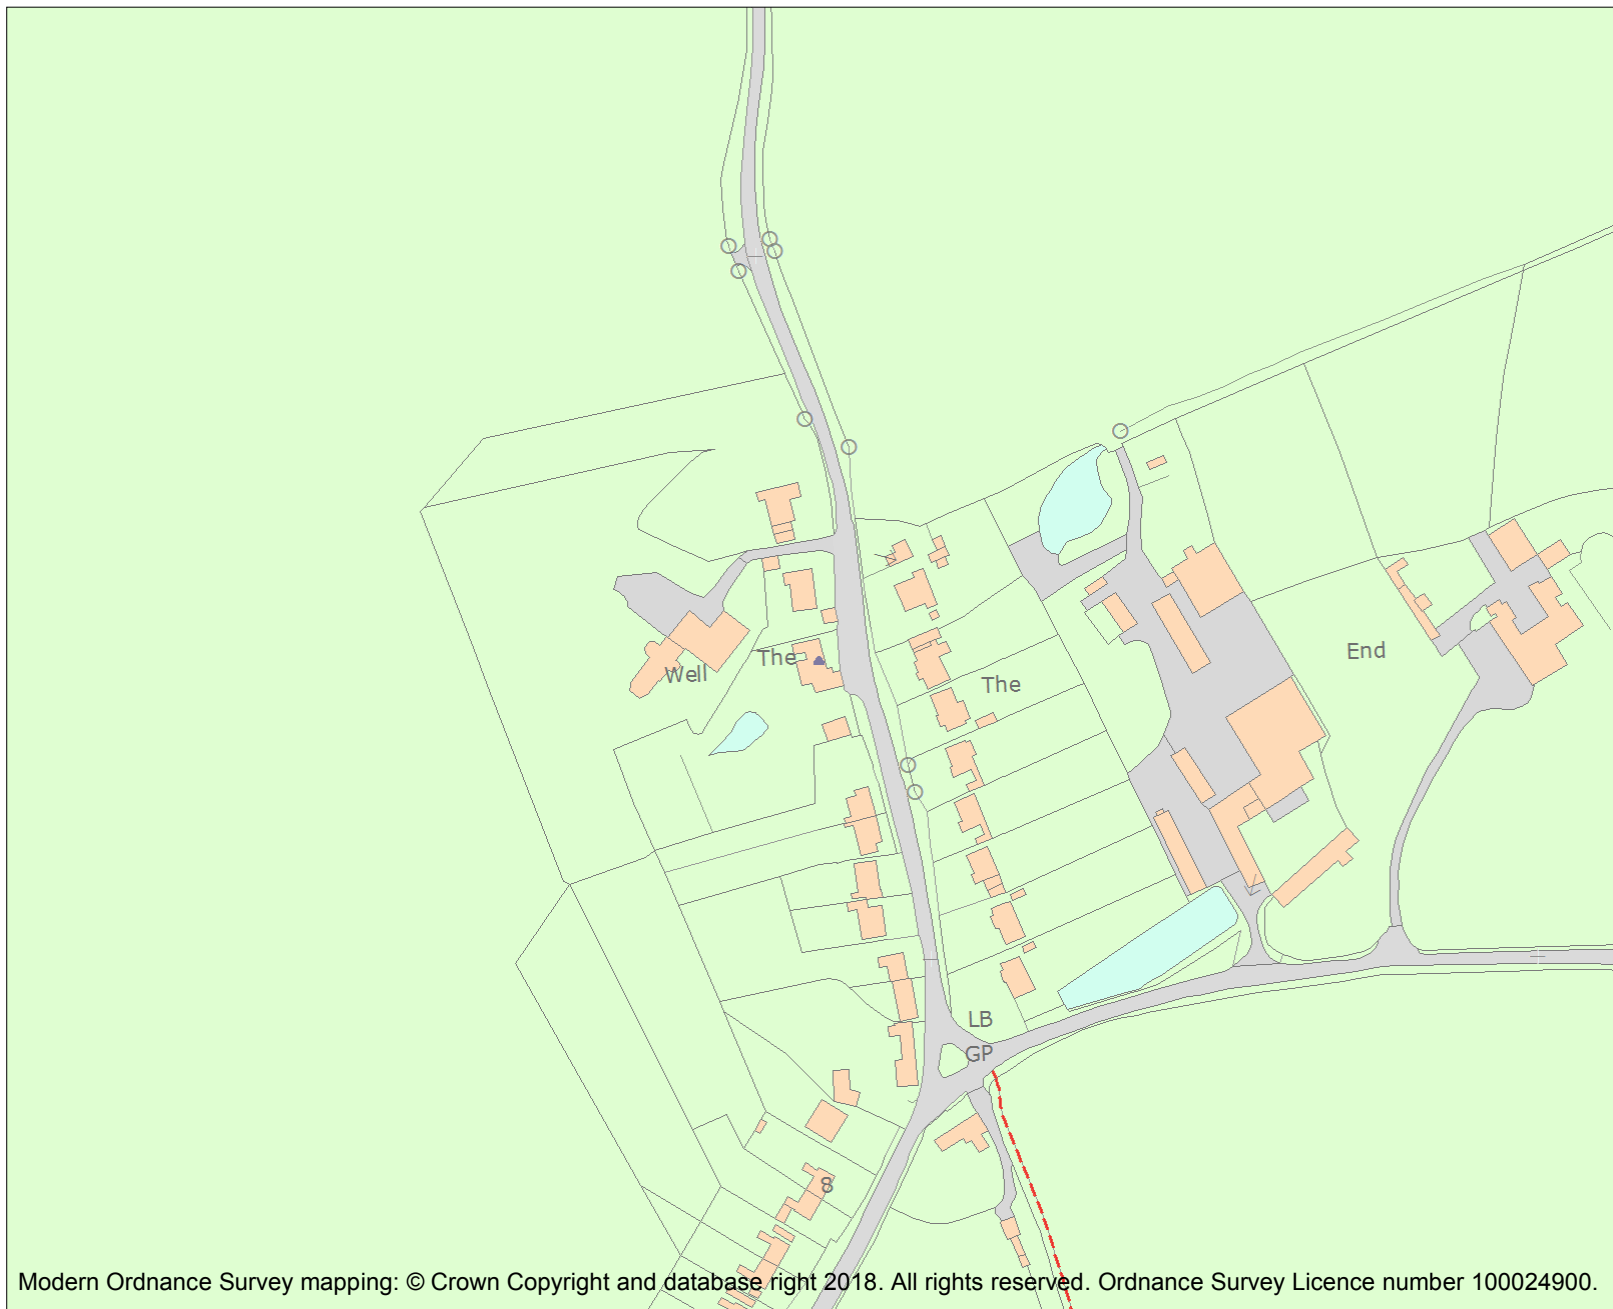 End
The
Well
The
LB
GP
8
Modern Ordnance Survey mapping: © Crown Copyright and database right 2018. All rights reserved. Ordnance Survey Licence number 100024900.